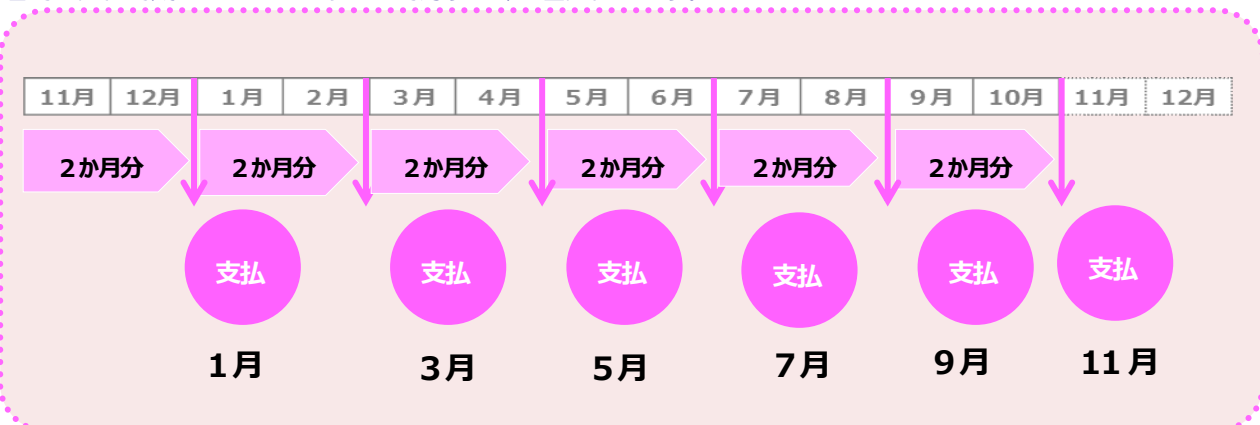 11月 12月 1月 2月 3月 4月 5月 6月 7月 8月 9月 10月 11月 12月
２か月分 ２か月分 ２か月分 ２か月分 ２か月分 ２か月分
支払 支払 支払 支払 支払 支払
1月 3月 5月 7月 9月 11月